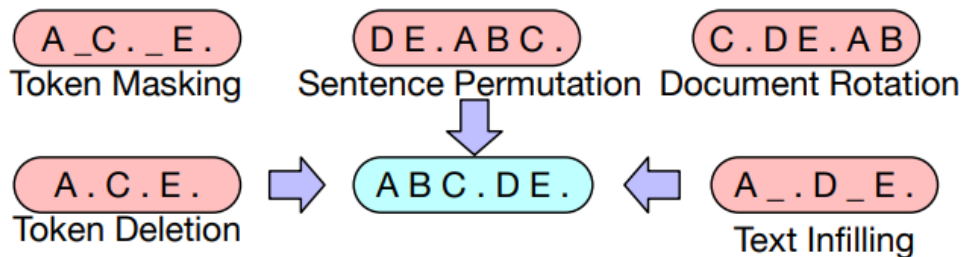 A _ C . _ E .
Token Masking
D E . A B C .
Sentence Permutation
C . D E . A B
Document Rotation
A . C . E .
Token Deletion
A B C . D E .
A _ . D _ E .
Text Infilling